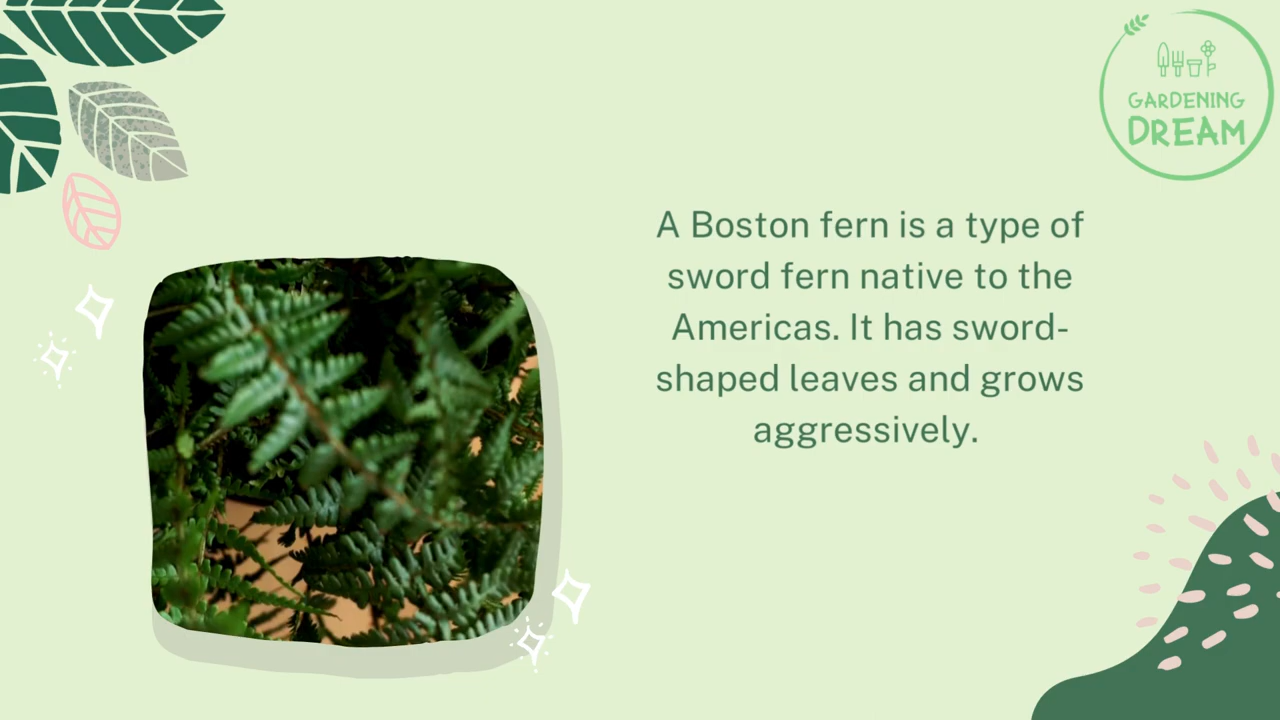 GARDENING
DREAM
A Boston fern is a type of
sword fern native to the
Americas. It has sword-
shaped leaves and grows
aggressively.